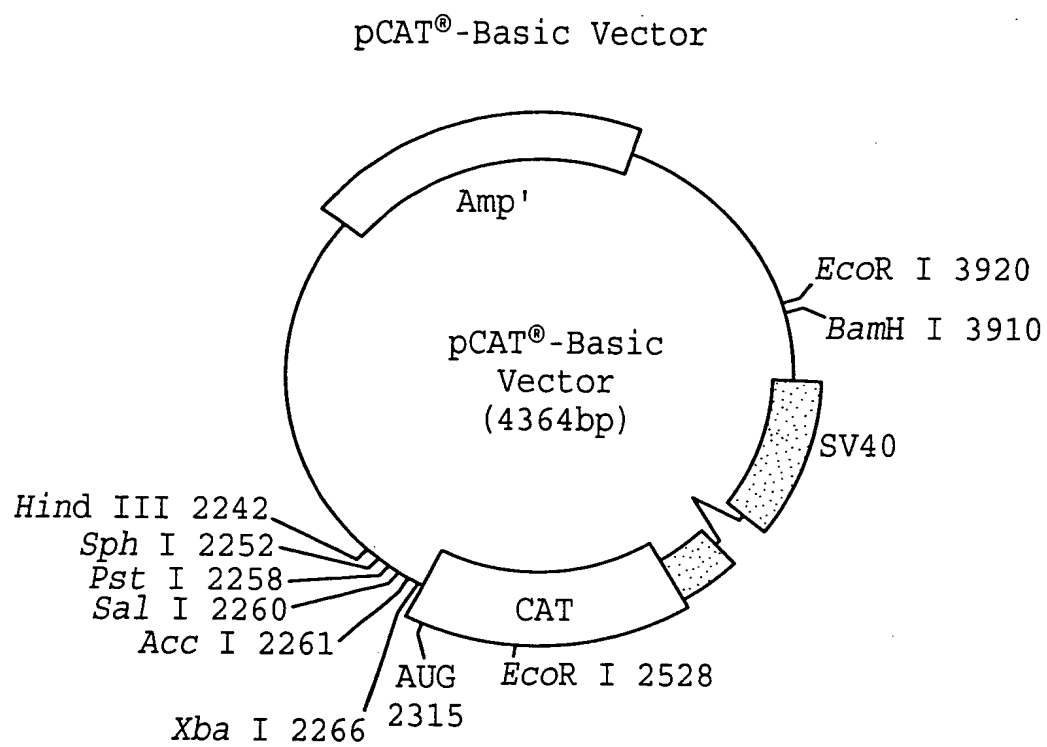 pCAT®-Basic Vector
Amp'
EcoR I 3920
BamH I 3910
pCAT®-Basic
Vector
(4364bp)
SV40
Hind III 2242
Sph I 2252
Pst I 2258
Sal I 2260
Acc I 2261
Xba I 2266
CAT
AUG
2315
EcoR I 2528